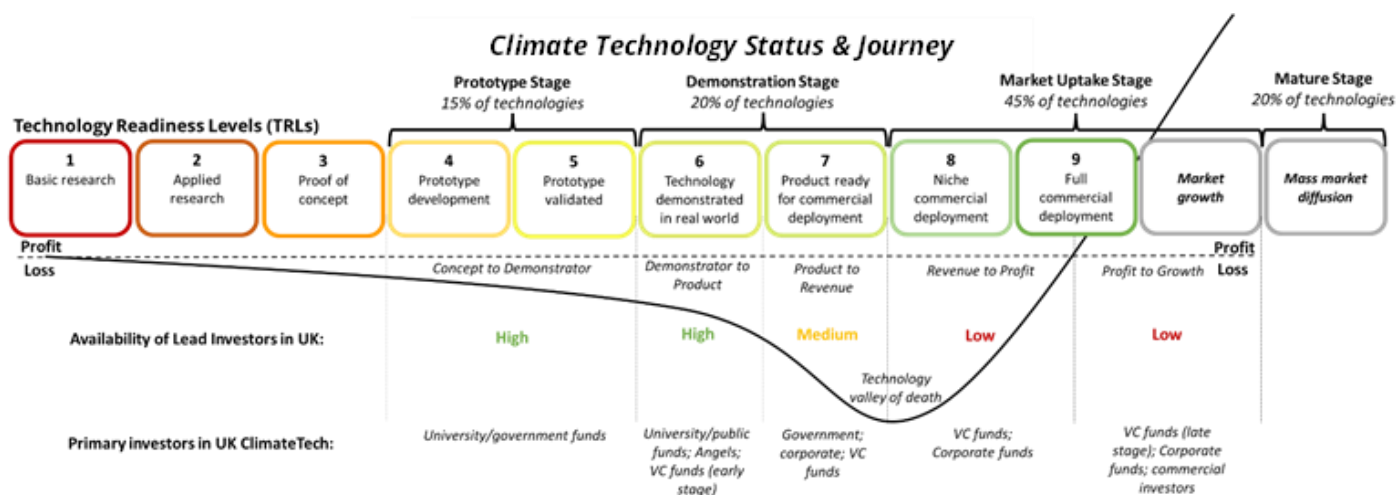 Climate Technology Status & Journey
Prototype Stage
15% of technologies
Demonstration Stage
20% of technologies
Market Uptake Stage
45% of technologies
Mature Stage
20% of technologies
Technology Readiness Levels (TRLs)
1
Basic research
2
Applied
research
3
Proof of
concept
4
Prototype
development
5
Prototype
validated
6
Technology
demonstrated
in real world
7
Product ready
for commercial
deployment
8
Niche
commercial
deployment
9
Full
commercial
deployment
Market
growth
Mass market
diffusion
Profit
Loss
Concept to Demonstrator
Demonstrator to
Product
Product to
Revenue
Revenue to Profit
Profit to Growth
Profit
Loss
Availability of Lead Investors in UK:
High
High
Medium
Low
Low
Technology
valley of death
Primary investors in UK ClimateTech:
University/government funds
University/public
funds; Angels;
VC funds (early
stage)
Government;
corporate; VC
funds
VC funds;
Corporate funds
VC funds (late
stage); Corporate
funds; commercial
investors